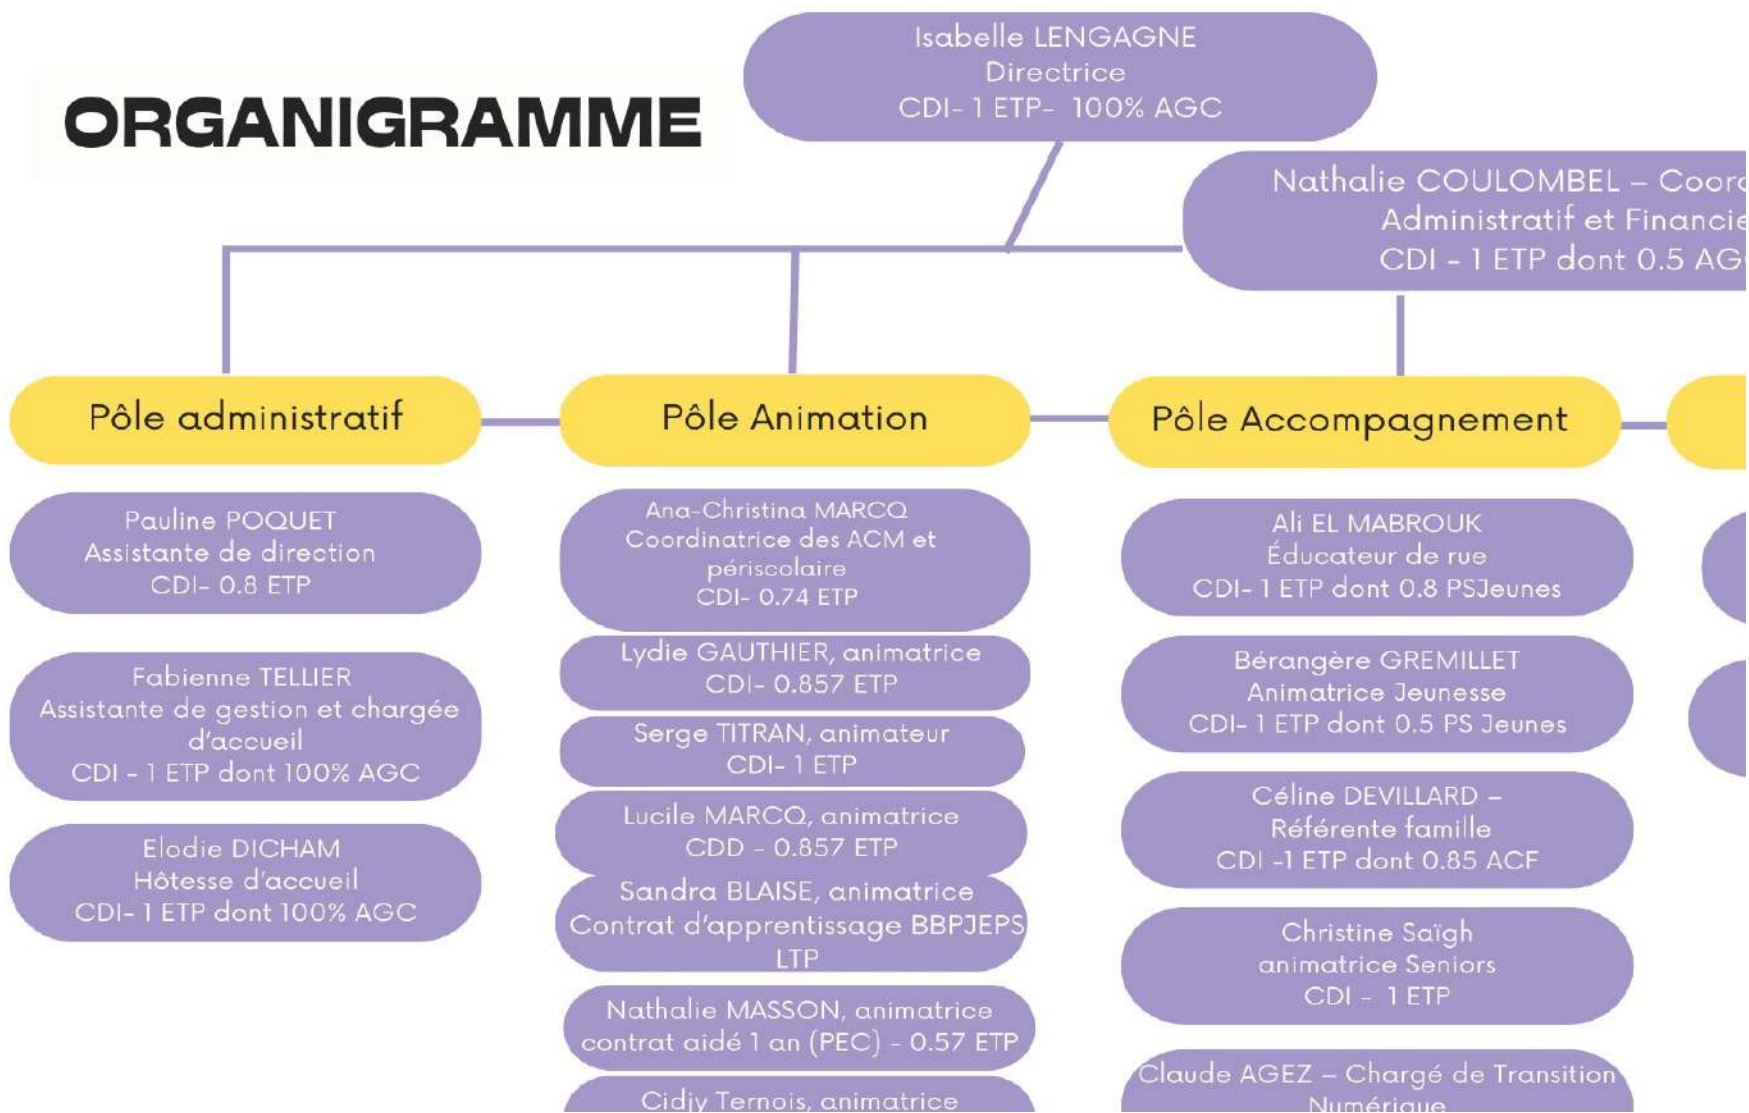 ORGANIGRAMME
Isabelle LENGAGNE
Directrice
CDI- 1 ETP- 100% AGC
Nathalie COULOMBEL –
Administratif et
CDI - 1 ETP dont 0.5
Pôle administratif
Pauline POQUET
Assistante de direction
CDI- 0.8 ETP
Fabienne TELLIER
Assistante de gestion et chargée
d'accueil
CDI - 1 ETP dont 100% AGC
Elodie DICHAM
Hôtesse d'accueil
CDI- 1 ETP dont 100% AGC
Pôle Animation
Ana-Christina MARCQ
Coordinatrice des ACM et
périscolaire
CDI- 0.74 ETP
Lydie GAUTHIER, animatrice
CDI- 0.857 ETP
Serge TITRAN, animateur
CDI- 1 ETP
Lucile MARCQ, animatrice
CDD - 0.857 ETP
Sandra BLAISE, animatrice
Contrat d'apprentissage BBPJEPS
LTP
Nathalie MASSON, animatrice
contrat aidé 1 an (PEC) - 0.57 ETP
Cidjy Ternois, animatrice
Pôle Accompagnement
Ali EL MABROUK
Éducateur de rue
CDI- 1 ETP dont 0.8 PSJeunes
Bérangère GREMILLET
Animatrice Jeunesse
CDI- 1 ETP dont 0.5 PS Jeunes
Céline DEVILLARD –
Référente famille
CDI -1 ETP dont 0.85 ACF
Christine Saïgh
animatrice Seniors
CDI - 1 ETP
Claude AGEZ – Chargé de Transition
Numérique